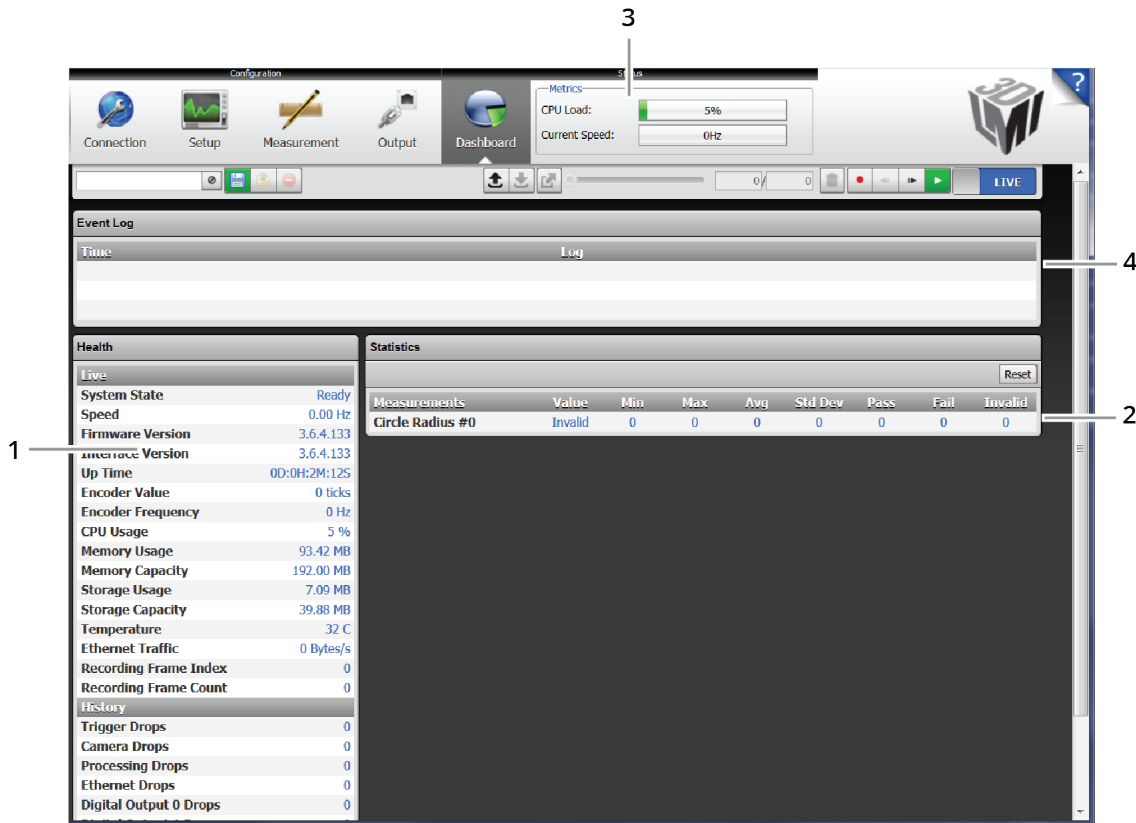 3
Configuration
Status
Connection
Setup
Measurement
Output
Dashboard
Metrics
CPU Load:
5%
Current Speed:
0Hz
3D
LMI
?
0/
0
LIVE
Event Log
Time
Log
4
Health
Live
System State
Ready
Speed
0.00 Hz
Firmware Version
3.6.4.133
Interface Version
3.6.4.133
Up Time
0D:0H:2M:12S
Encoder Value
0 ticks
Encoder Frequency
0 Hz
CPU Usage
5 %
Memory Usage
93.42 MB
Memory Capacity
192.00 MB
Storage Usage
7.09 MB
Storage Capacity
39.88 MB
Temperature
32 C
Ethernet Traffic
0 Bytes/s
Recording Frame Index
0
Recording Frame Count
0
History
Trigger Drops
0
Camera Drops
0
Processing Drops
0
Ethernet Drops
0
Digital Output 0 Drops
0
1
Statistics
Reset
Measurements Value Min Max Avg Std Dev Pass Fail Invalid
Circle Radius #0 Invalid 0 0 0 0 0 0 0
2